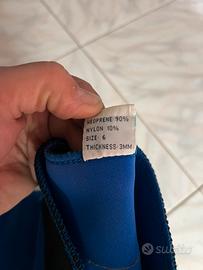 NEOPRENE 90%
NYLON 10%
SIZE: 6
THICKNESS:3MM
subito